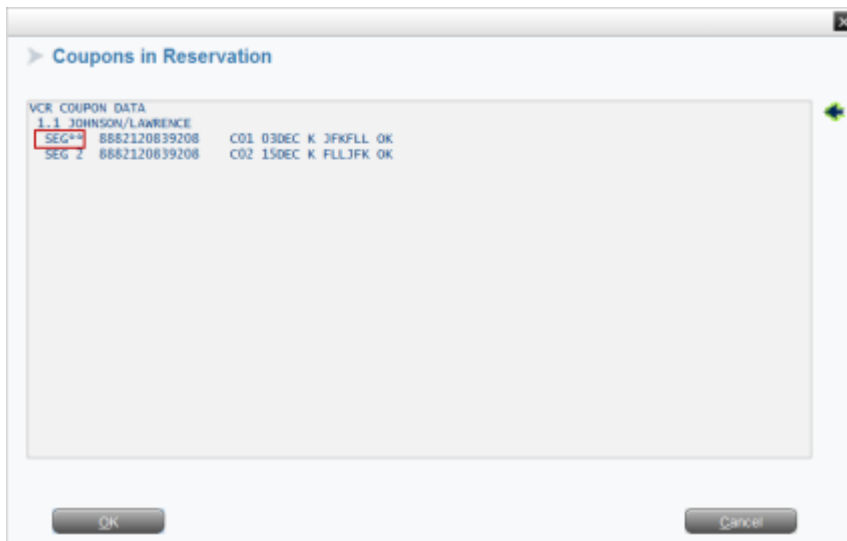 Coupons in Reservation
VCR COUPON DATA
1.1 JOHNSON/LAWRENCE
SEG** 8882120839208 C01 03DEC K JFKFLL OK
SEG 2 8882120839208 C02 15DEC K FLLJFK OK
OK
Cancel